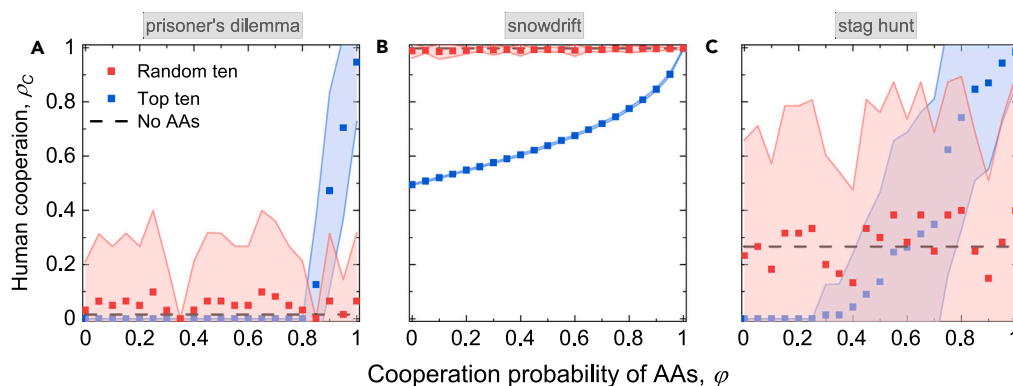 prisoner's dilemma
snowdrift
stag hunt
A
B
C
Random ten
Top ten
No AAs
Human cooperaion, ρC
1
0.8
0.6
0.4
0.2
0
0 0.2 0.4 0.6 0.8 1
0 0.2 0.4 0.6 0.8 1
0 0.2 0.4 0.6 0.8 1
Cooperation probability of AAs, φ